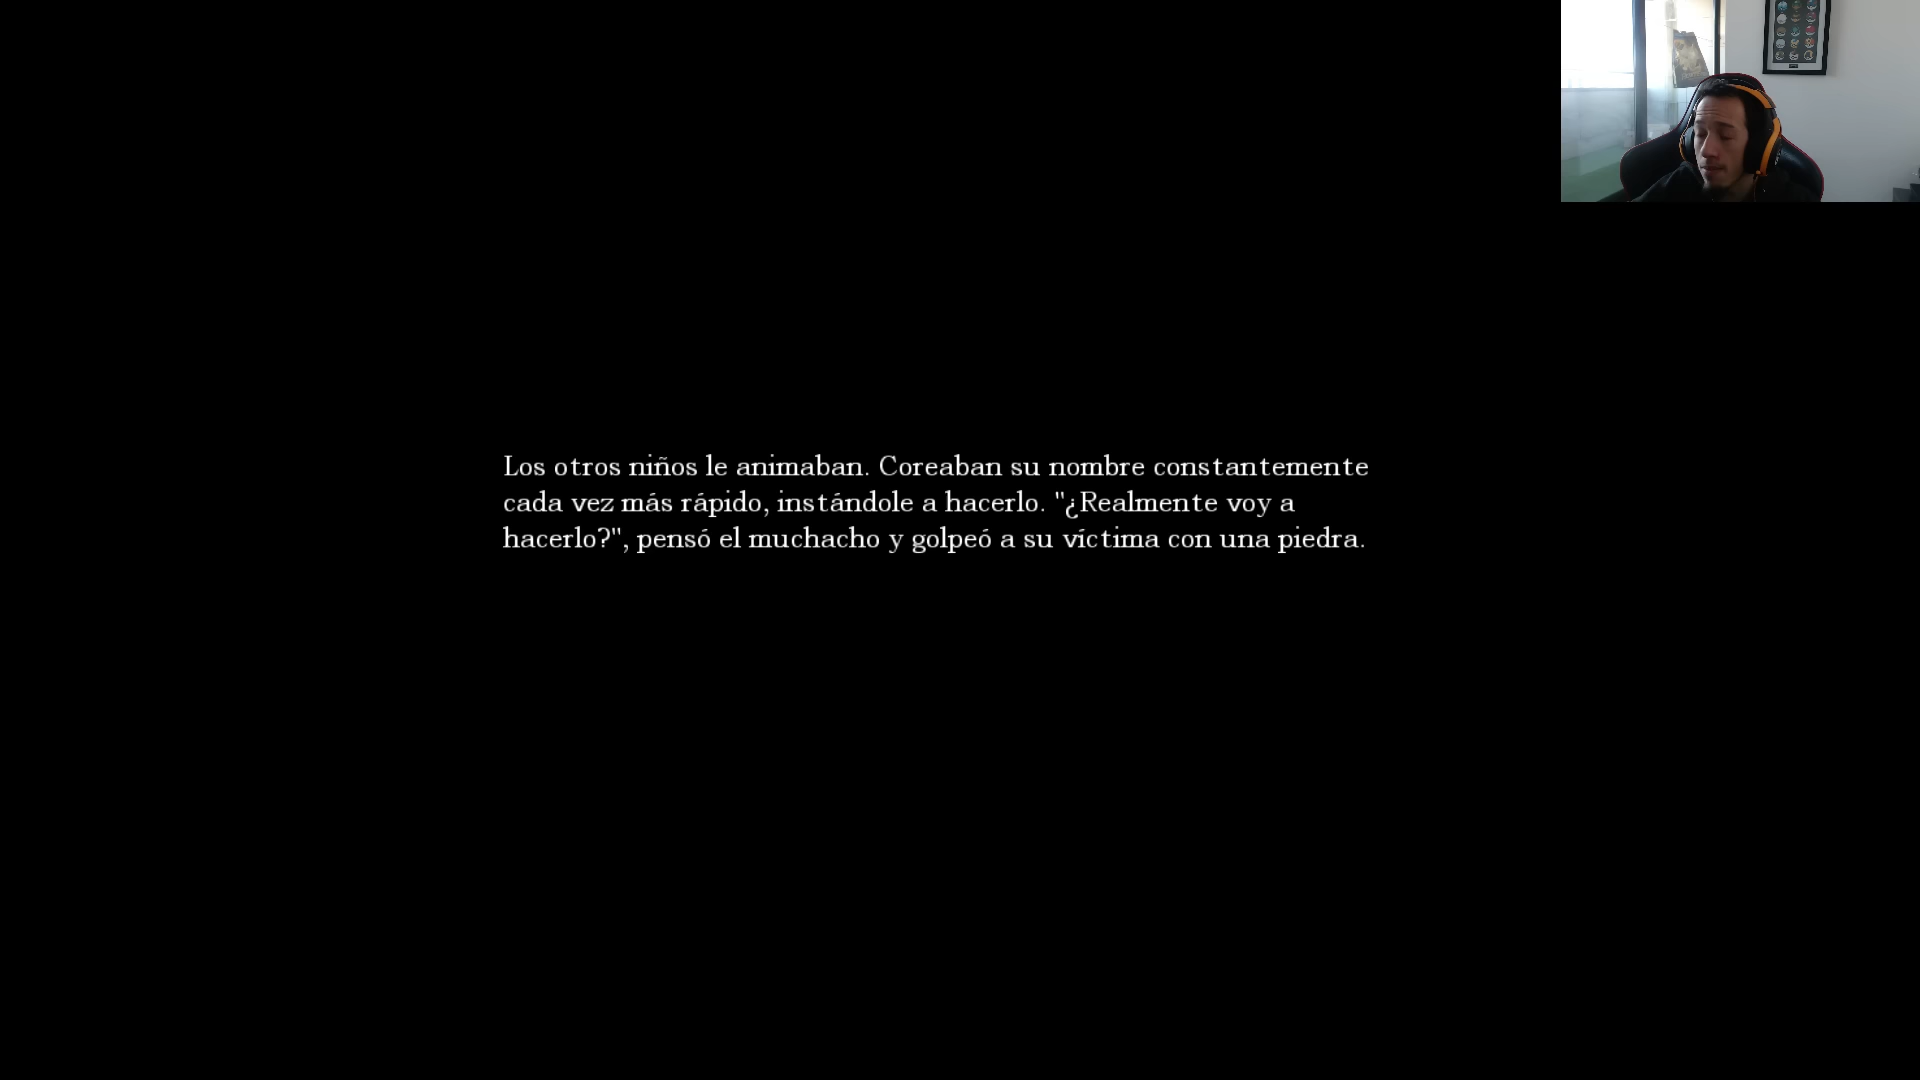 Los otros niños le animaban. Coreaban su nombre constantemente
cada vez más rápido, instándole a hacerlo. "¿Realmente voy a
hacerlo?", pensó el muchacho y golpeó a su víctima con una piedra.